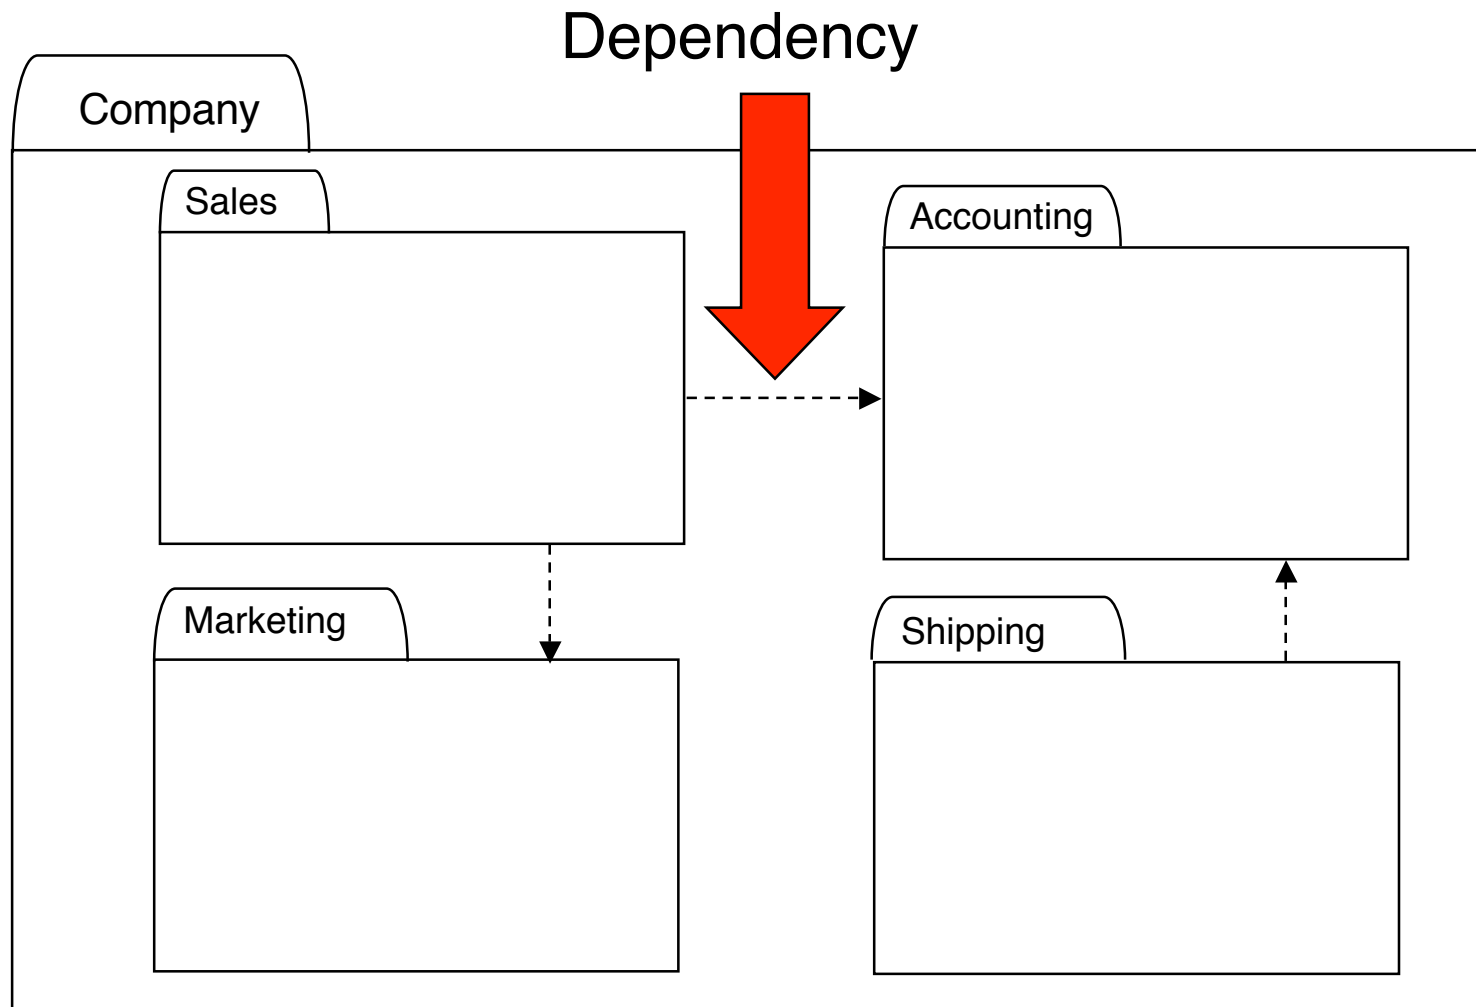 Dependency
Company
Sales
Accounting
Marketing
Shipping